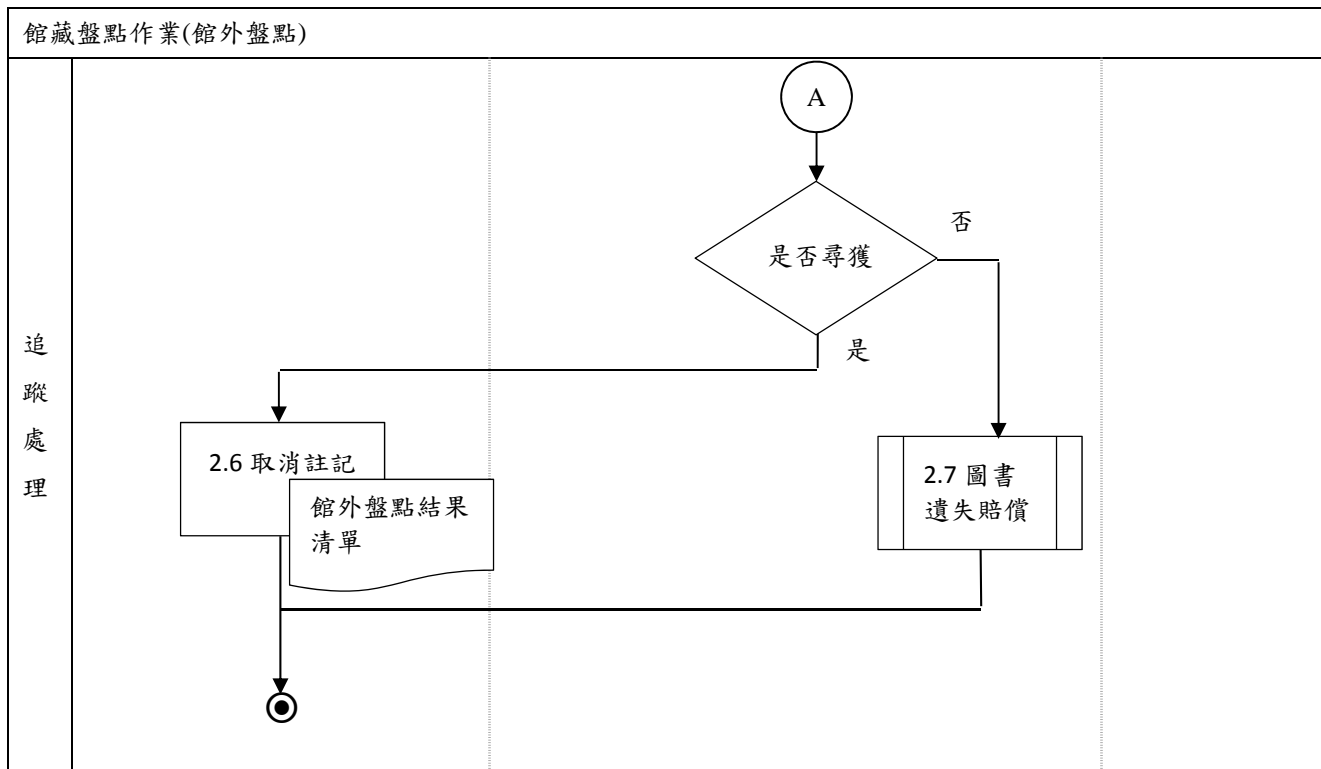 館藏盤點作業(館外盤點)
A
否
是否尋獲
是
追
蹤
處
理
2.6 取消註記
館外盤點結果
清單
2.7 圖書
遺失賠償